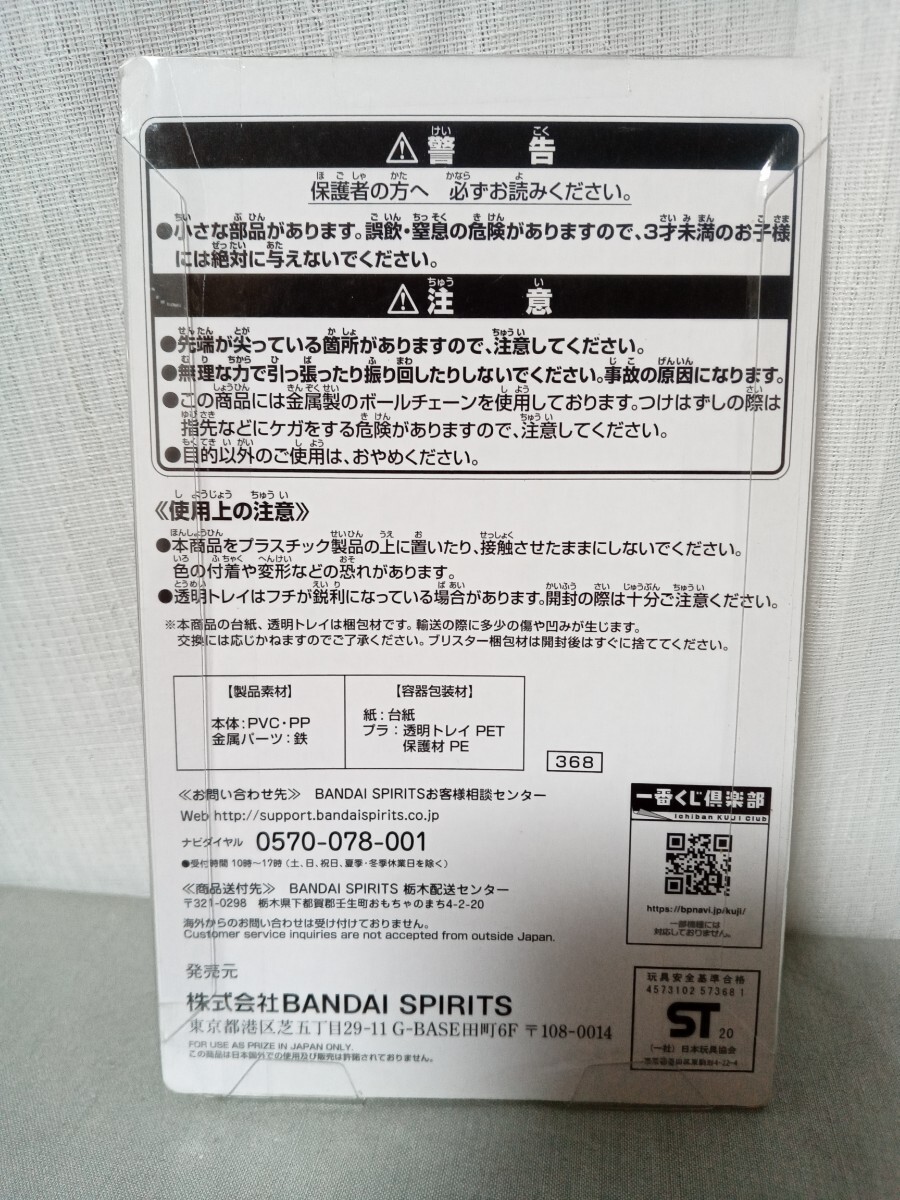 ⚠警告
保護者の方へ 必ずお読みください。
●小さな部品があります。誤飲・窒息の危険がありますので、3才未満のお子様
には絶対に与えないでください。
⚠注意
●先端が尖っている箇所がありますので、注意してください。
●無理な力で引っ張ったり振り回したりしないでください。事故の原因になります。
●この商品には金属製のボールチェーンを使用しております。つけはずしの際は
指先などにケガをする危険がありますので、注意してください。
●目的以外のご使用は、おやめください。
《使用上の注意》
●本商品をプラスチック製品の上に置いたり、接触させたままにしないでください。
色の付着や変形などの恐れがあります。
●透明トレイはフチが鋭利になっている場合があります。開封の際は十分ご注意ください。
※本商品の台紙、透明トレイは梱包材です。輸送の際に多少の傷や凹みが生じます。
交換には応じかねますのでご了承ください。ブリスター梱包材は開封後はすぐに捨ててください。
【製品素材】
本体:PVC・PP
金属パーツ:鉄
【容器包装材】
紙:台紙
プラ:透明トレイ PET
保護材 PE
368
≪お問い合わせ先≫ BANDAI SPIRITSお客様相談センター
Web http://support.bandaispirits.co.jp
ナビダイヤル 0570-078-001
●受付時間 10時〜17時(土、日、祝日、夏季・冬季休業日を除く)
≪商品送付先≫ BANDAI SPIRITS 栃木配送センター
〒321-0298 栃木県下都賀郡壬生町おもちゃのまち4-2-20
海外からのお問い合わせは受け付けておりません。
Customer service inquiries are not accepted from outside Japan.
一番くじ倶楽部
Ichiban KUJI Club
https://bpnavi.jp/kuji/
一部機種には
対応しておりません。
発売元
株式会社BANDAI SPIRITS
東京都港区芝五丁目29-11 G-BASE田町6F 〒108-0014
FOR USE AS PRIZE IN JAPAN ONLY.
この商品は日本国外での使用及び販売は許諾されておりません。
玩具安全基準合格
4573102 57368 1
ST 20
(一社)日本玩具協会